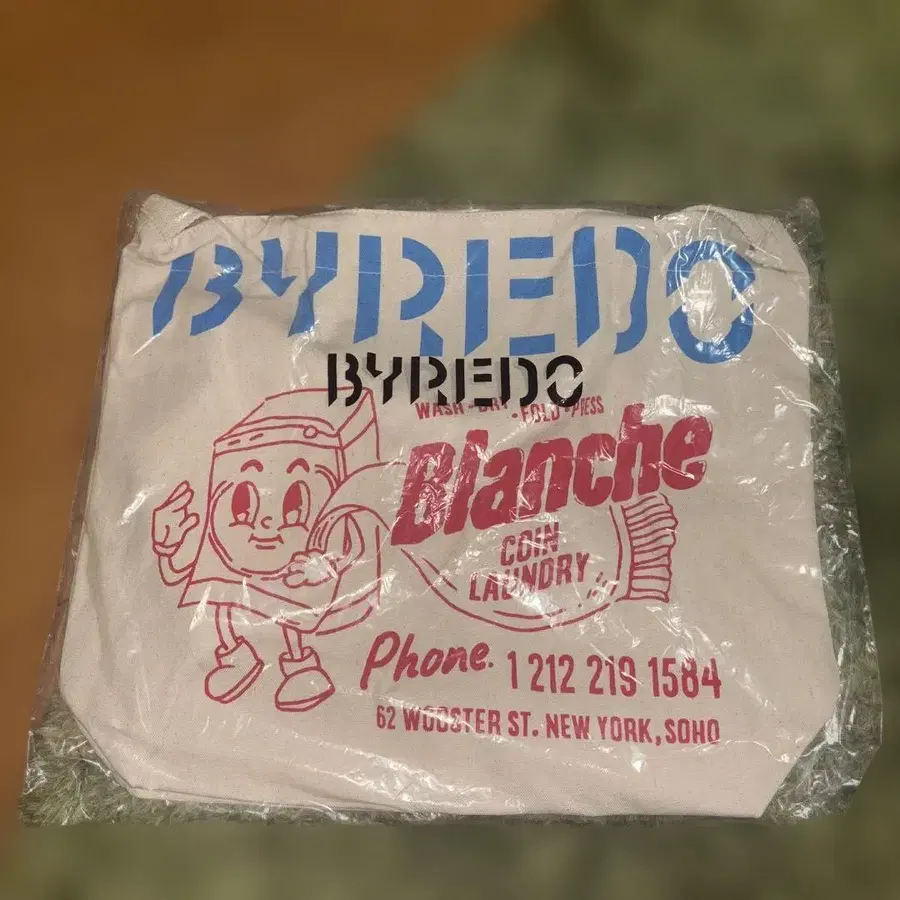 BYREDO
BYREDO
WASH · DRY · FOLD · PRESS
Blanche
COIN
LAUNDRY
Phone. 1 212 219 1584
62 WOOSTER ST. NEW YORK, SOHO